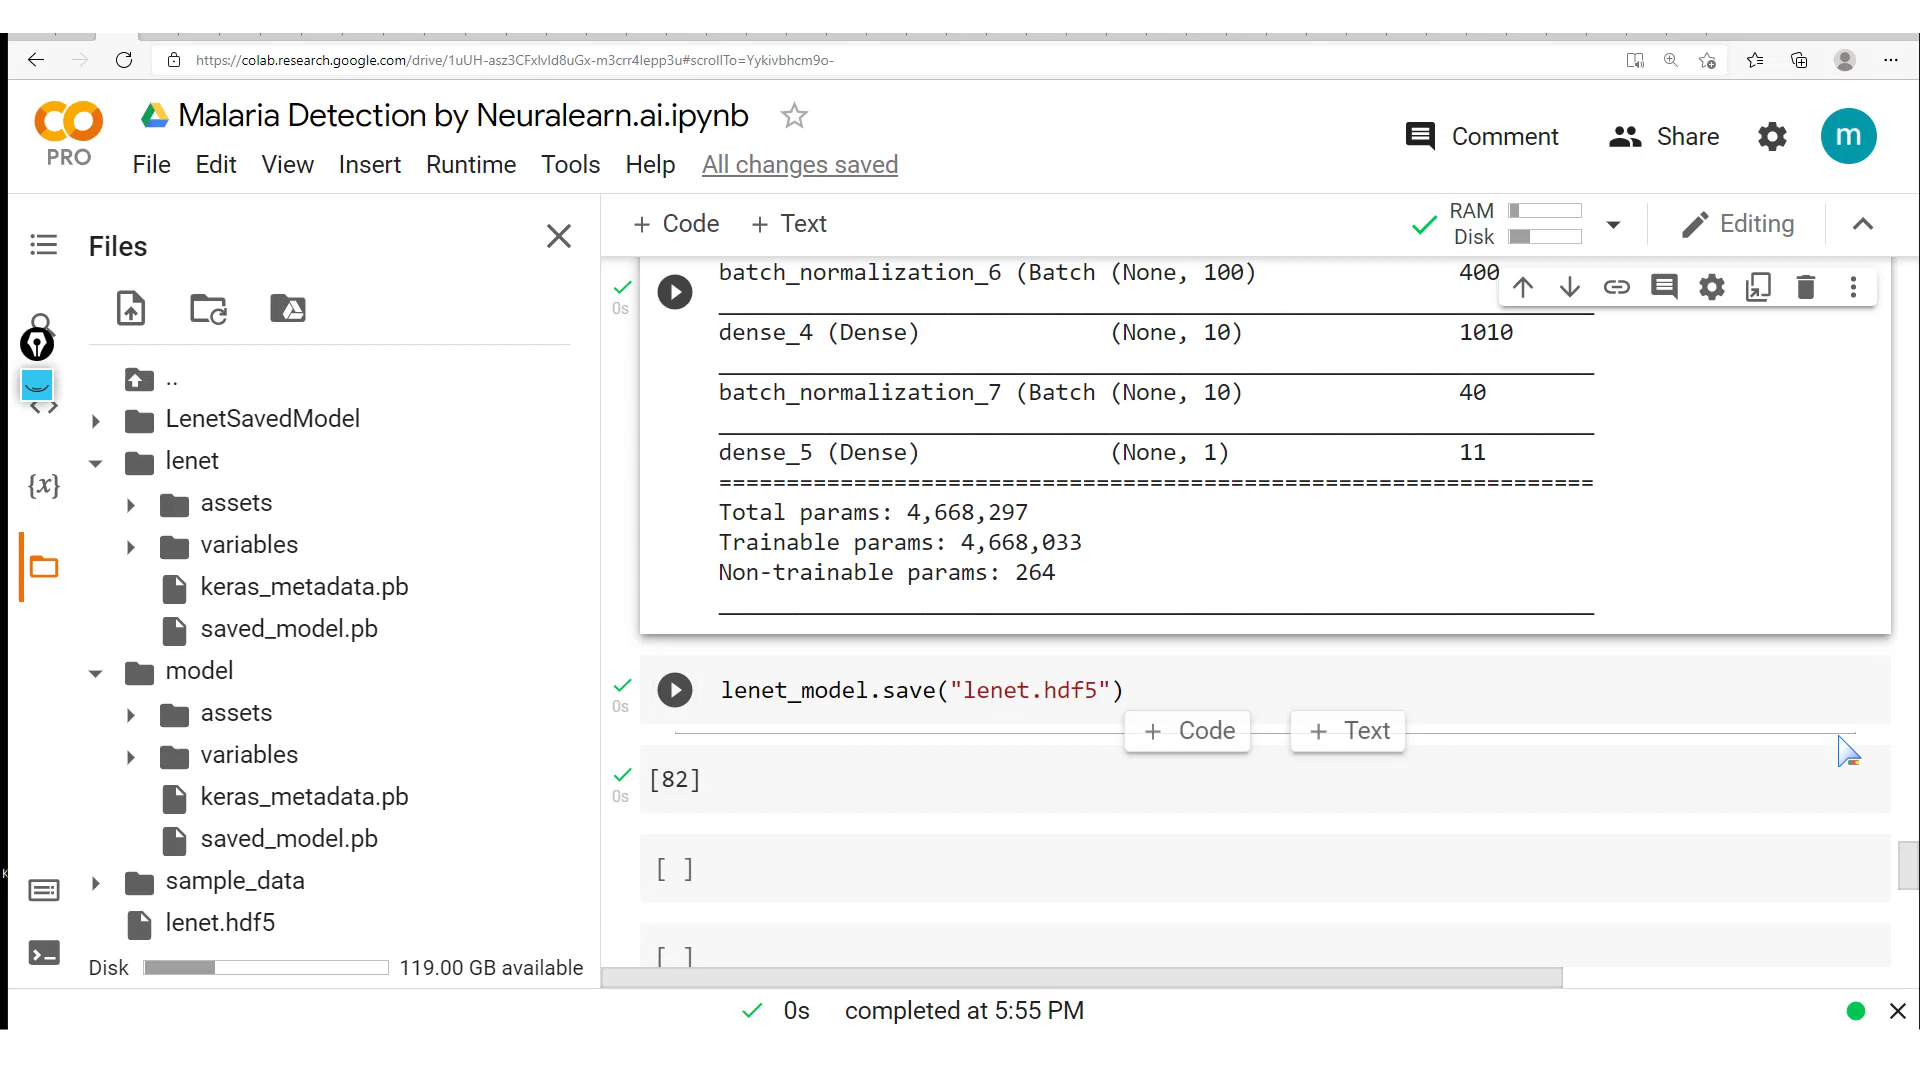 https://colab.research.google.com/drive/1uUH-asz3CFxlvld8uGx-m3crr4lepp3u#scrollTo=Yykivbhcm9o-
CO
PRO
Malaria Detection by Neuralearn.ai.ipynb
Comment
Share
m
File Edit View Insert Runtime Tools Help All changes saved
Files
+ Code + Text
RAM
Disk
Editing
..
LenetSavedModel
lenet
assets
variables
keras_metadata.pb
saved_model.pb
model
assets
variables
keras_metadata.pb
saved_model.pb
sample_data
lenet.hdf5
Disk 119.00 GB available
{x}
0s
batch_normalization_6 (Batch (None, 100) 400
dense_4 (Dense) (None, 10) 1010
batch_normalization_7 (Batch (None, 10) 40
dense_5 (Dense) (None, 1) 11
=================================================================
Total params: 4,668,297
Trainable params: 4,668,033
Non-trainable params: 264
0s
lenet_model.save("lenet.hdf5")
+ Code + Text
0s
[82]
[ ]
[ ]
0s completed at 5:55 PM